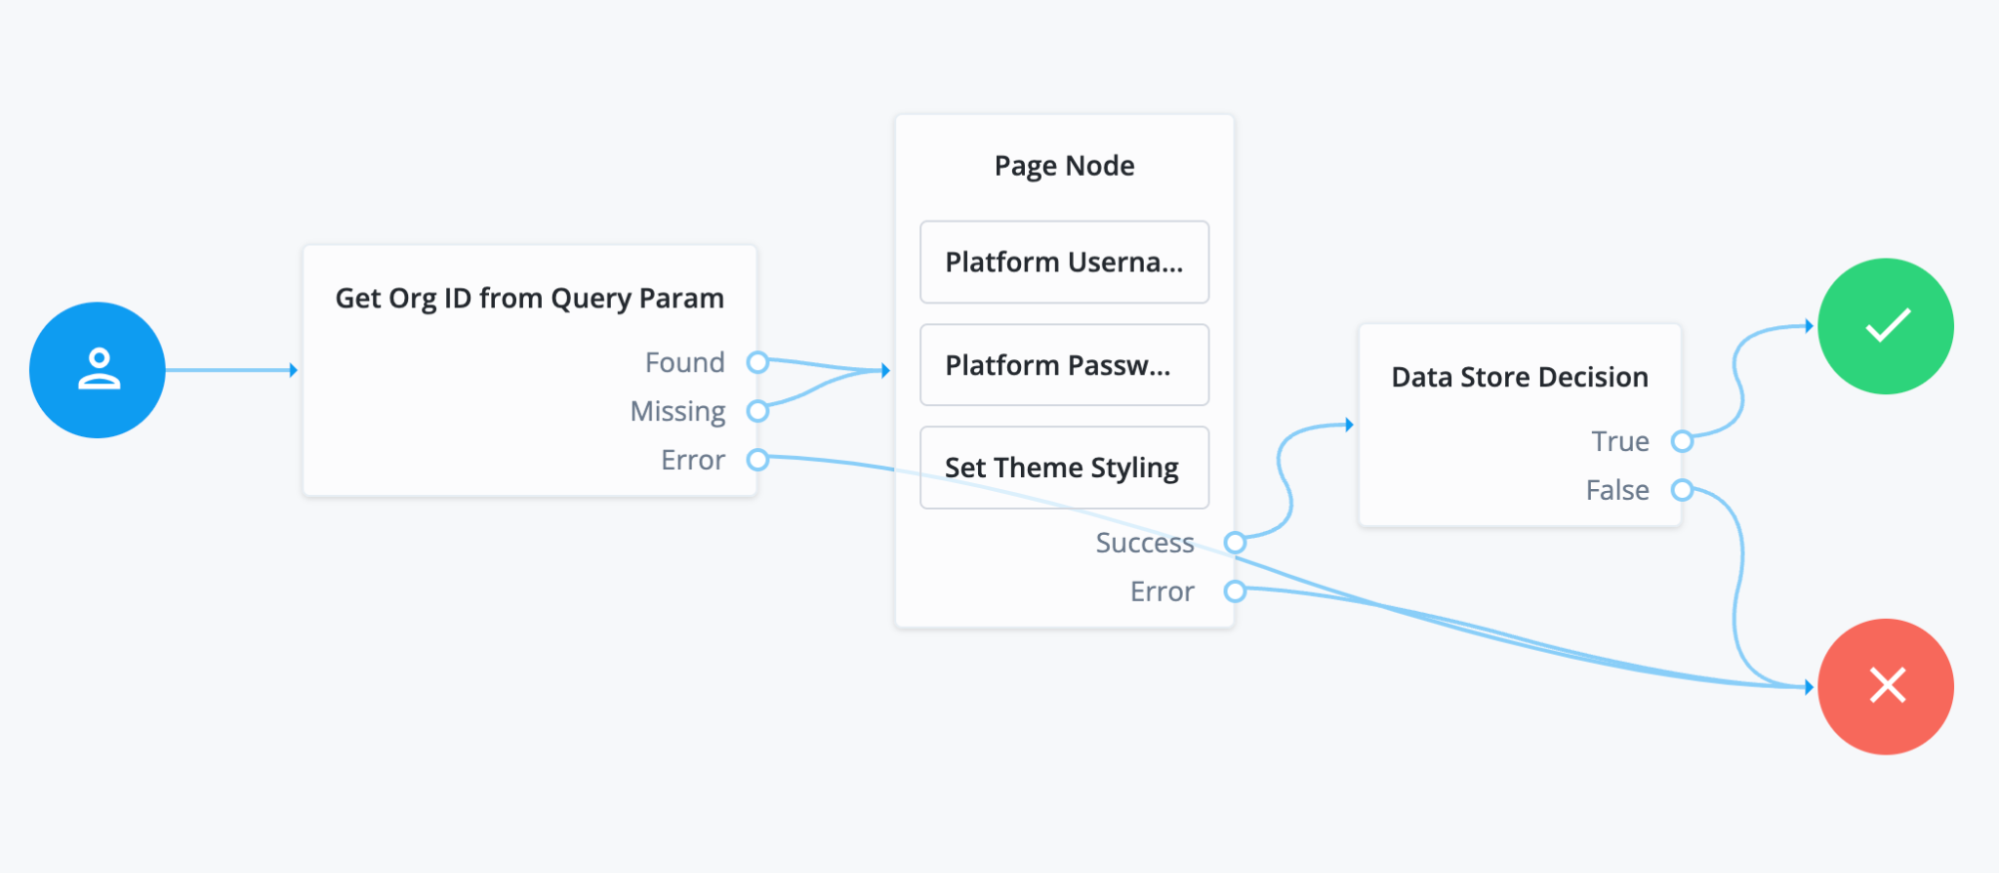 Get Org ID from Query Param
Found
Missing
Error
Page Node
Platform Userna...
Platform Passw...
Set Theme Styling
Success
Error
Data Store Decision
True
False